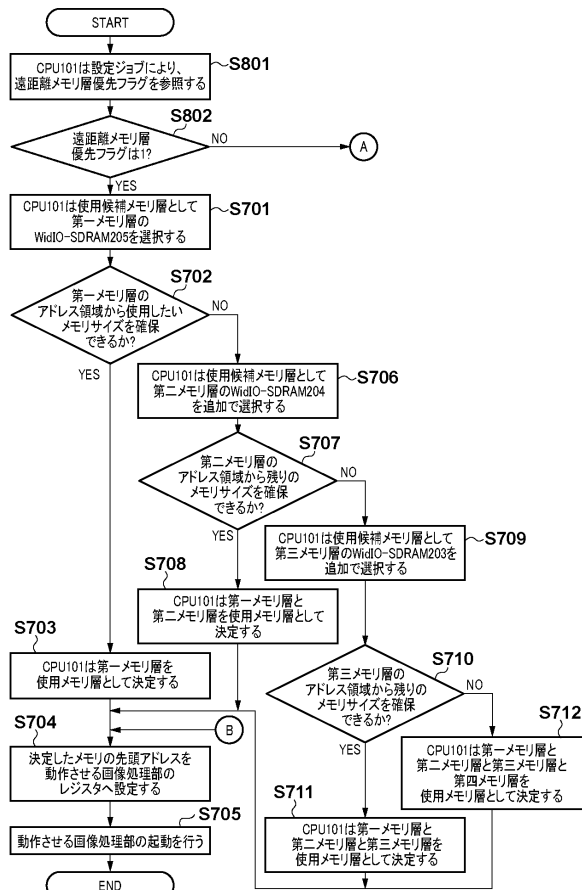 START
CPU101は設定ジョブにより、
遠距離メモリ層優先フラグを参照する
S801
遠距離メモリ層
優先フラグは1?
S802
NO
A
YES
CPU101は使用候補メモリ層として
第一メモリ層の
WidIO-SDRAM205を選択する
S701
第一メモリ層の
アドレス領域から使用したい
メモリサイズを確保
できるか?
S702
NO
YES
CPU101は使用候補メモリ層として
第二メモリ層のWidIO-SDRAM204
を追加で選択する
S706
第二メモリ層の
アドレス領域から残りの
メモリサイズを確保
できるか?
S707
NO
YES
CPU101は使用候補メモリ層として
第三メモリ層のWidIO-SDRAM203を
追加で選択する
S709
S708
CPU101は第一メモリ層と
第二メモリ層を使用メモリ層として
決定する
S703
CPU101は第一メモリ層を
使用メモリ層として決定する
第三メモリ層の
アドレス領域から残りの
メモリサイズを確保
できるか?
S710
NO
YES
S712
CPU101は第一メモリ層と
第二メモリ層と第三メモリ層と
第四メモリ層を
使用メモリ層として決定する
B
S704
決定したメモリの先頭アドレスを
動作させる画像処理部の
レジスタへ設定する
S711
CPU101は第一メモリ層と
第二メモリ層と第三メモリ層を
使用メモリ層として決定する
S705
動作させる画像処理部の起動を行う
END